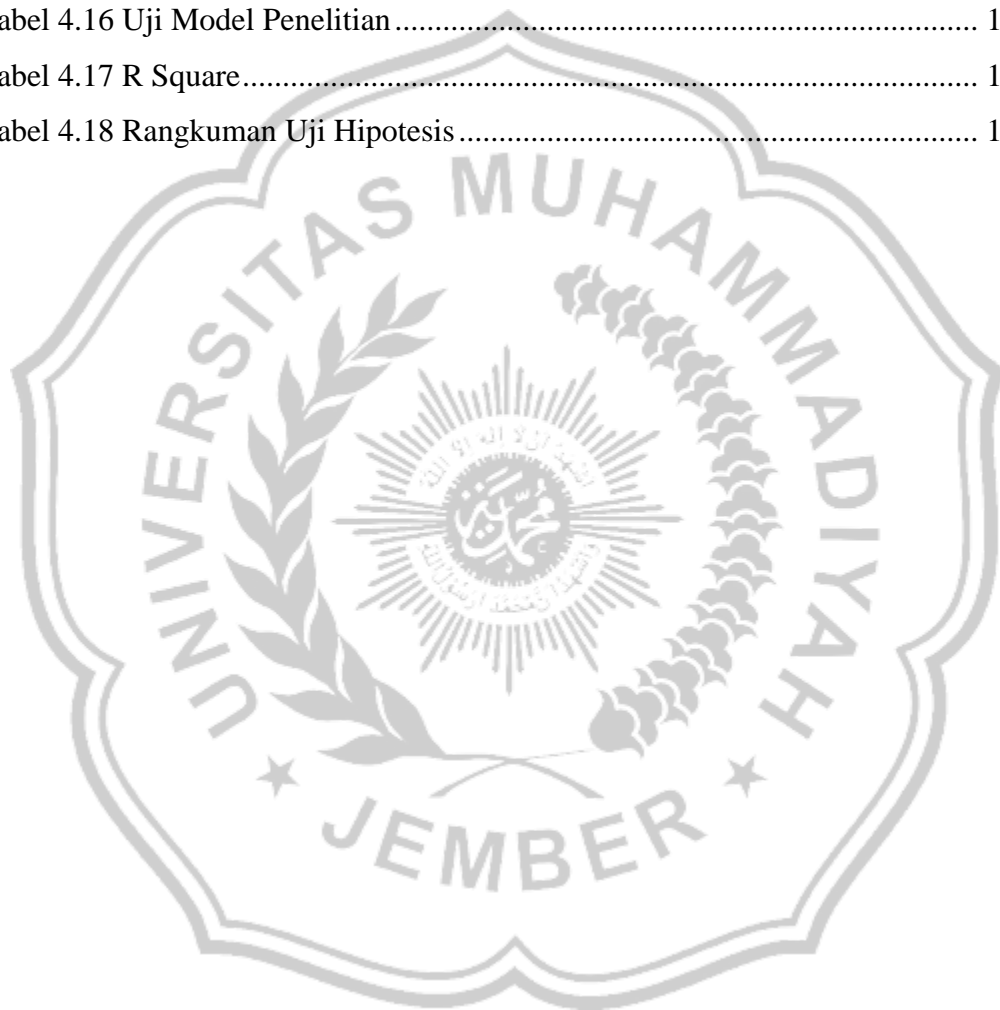 abel 4.16 Uji Model Penelitian.......................................................................... 1
abel 4.17 R Square.................................................................................................. 1
abel 4.18 Rangkuman Uji Hipotesis................................................................... 1
UNIVERSITAS MUHAMMADIYAH
JEMBER